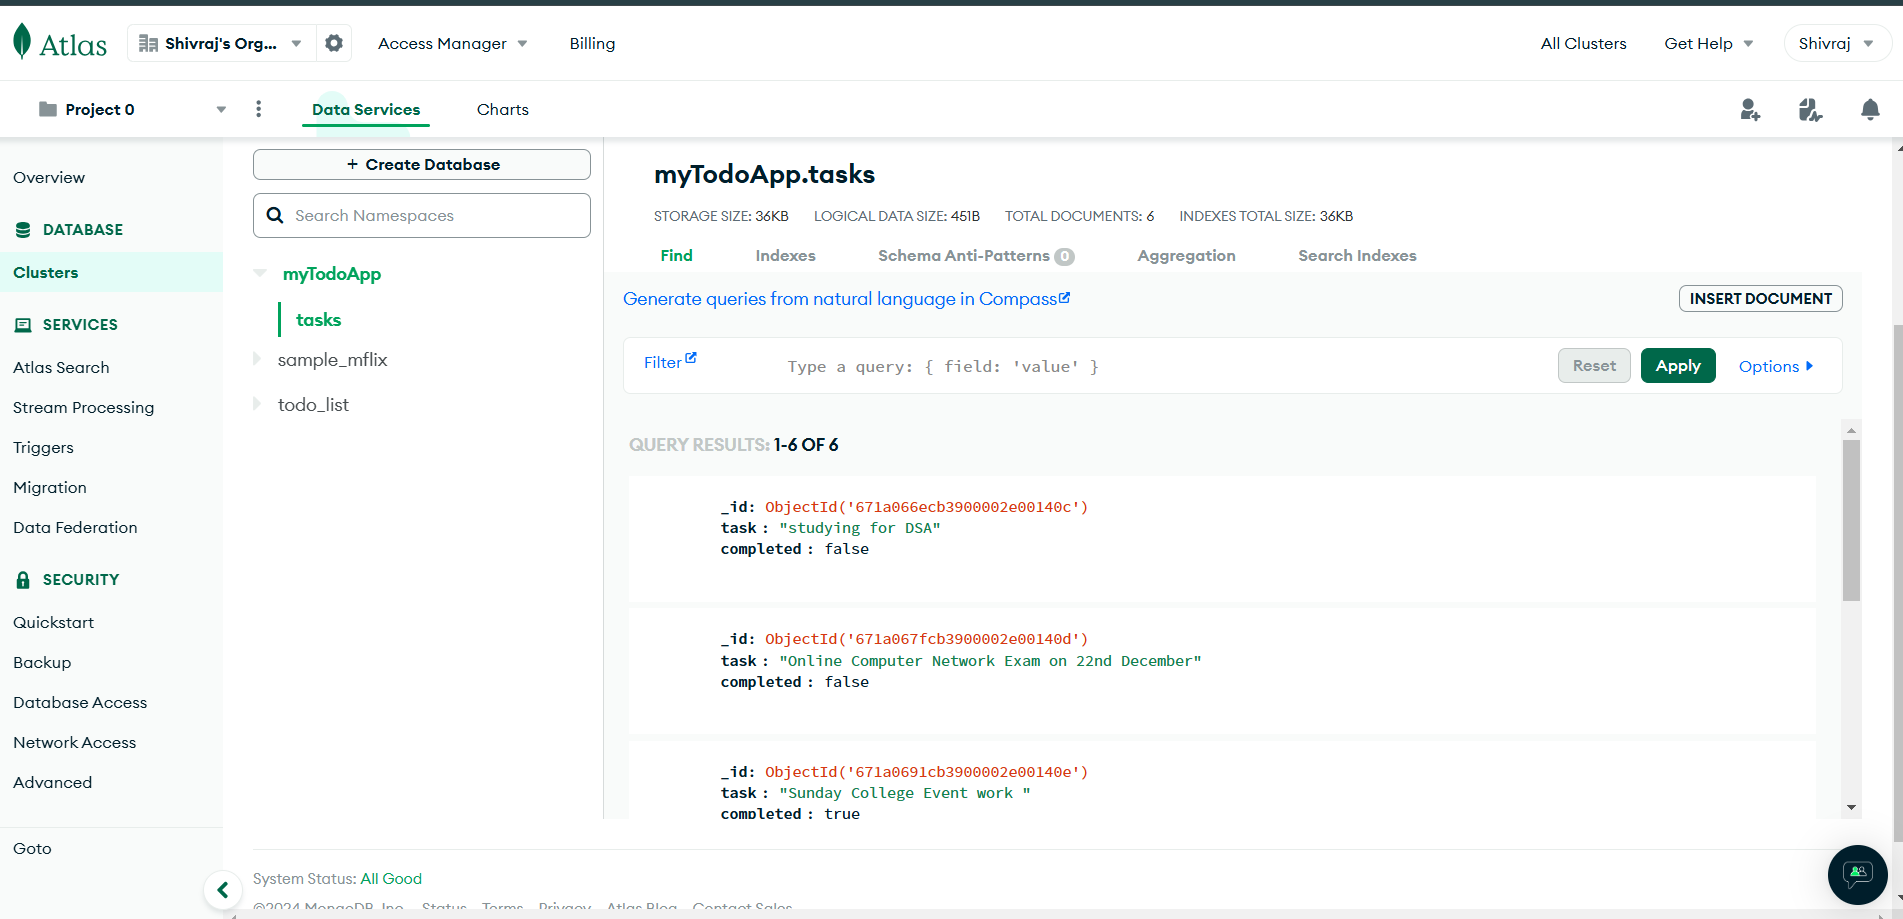 Atlas
Shivraj's Org...
Access Manager
Billing
All Clusters
Get Help
Shivraj
Project 0
Data Services
Charts
Overview
DATABASE
Clusters
SERVICES
Atlas Search
Stream Processing
Triggers
Migration
Data Federation
SECURITY
Quickstart
Backup
Database Access
Network Access
Advanced
Goto
+ Create Database
Search Namespaces
myTodoApp
tasks
sample_mflix
todo_list
myTodoApp.tasks
STORAGE SIZE: 36KB LOGICAL DATA SIZE: 451B TOTAL DOCUMENTS: 6 INDEXES TOTAL SIZE: 36KB
Find Indexes Schema Anti-Patterns 0 Aggregation Search Indexes
Generate queries from natural language in Compass
INSERT DOCUMENT
Filter
Type a query: { field: 'value' }
Reset
Apply
Options
QUERY RESULTS: 1-6 OF 6
_id: ObjectId('671a066ecb3900002e00140c')
task : "studying for DSA"
completed : false
_id: ObjectId('671a067fcb3900002e00140d')
task : "Online Computer Network Exam on 22nd December"
completed : false
_id: ObjectId('671a0691cb3900002e00140e')
task : "Sunday College Event work "
completed : true
System Status: All Good
©2024 MongoDB, Inc. Status Terms Privacy Atlas Blog Contact Sales